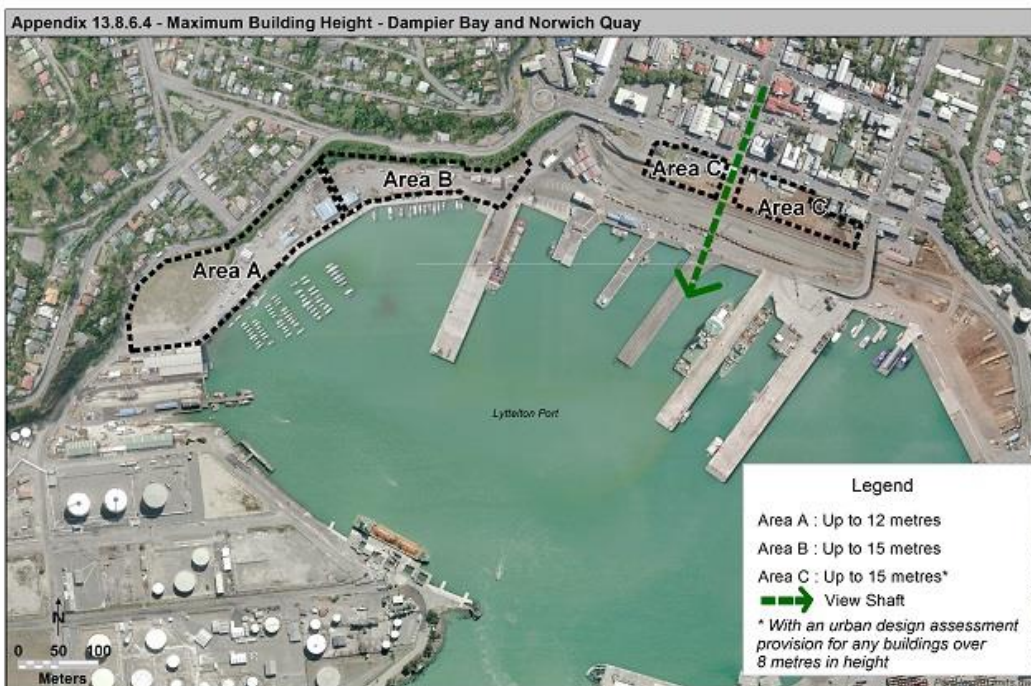 Appendix 13.8.6.4 - Maximum Building Height - Dampier Bay and Norwich Quay
Area B
Area C
Area C
Area A
Lyttelton Port
Legend
Area A : Up to 12 metres
Area B : Up to 15 metres
Area C : Up to 15 metres*
View Shaft
* With an urban design assessment
provision for any buildings over
8 metres in height
N
0 50 100
Meters